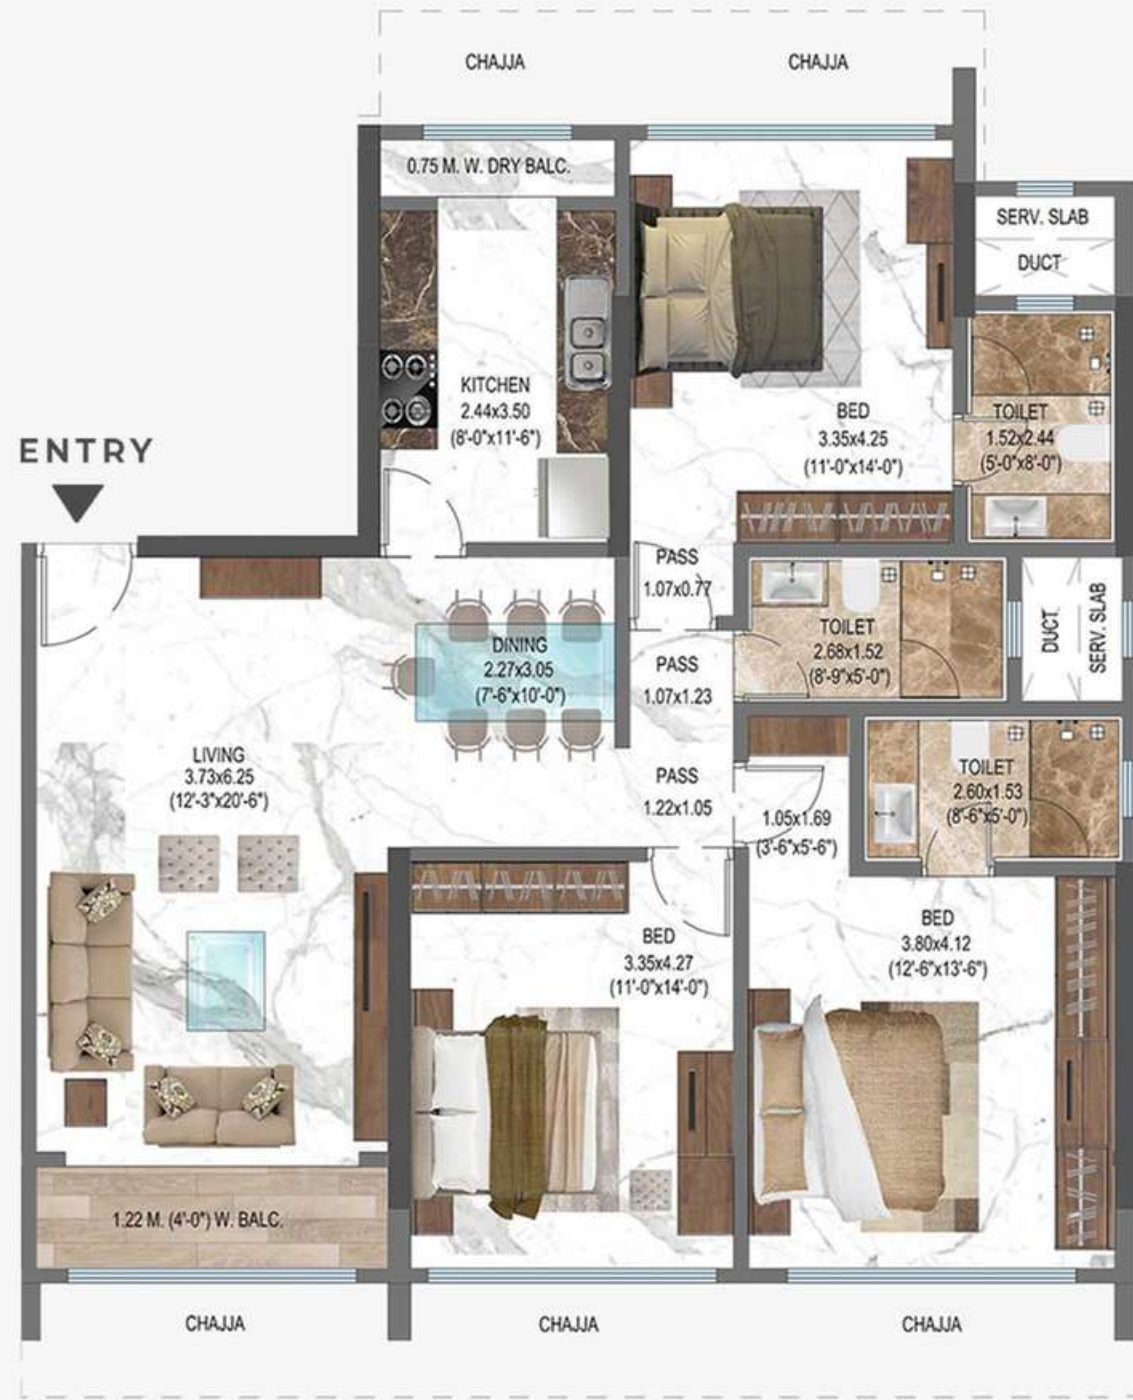 CHAJJA
CHAJJA
0.75 M. W. DRY BALC.
SERV. SLAB
DUCT
KITCHEN
2.44x3.50
(8'-0"x11'-6")
BED
3.35x4.25
(11'-0"x14'-0")
TOILET
1.52x2.44
(5'-0"x8'-0")
ENTRY
PASS
1.07x0.77
DINING
2.27x3.05
(7'-6"x10'-0")
PASS
1.07x1.23
TOILET
2.68x1.52
(8'-9"x5'-0")
DUCT
SERV. SLAB
LIVING
3.73x6.25
(12'-3"x20'-6")
PASS
1.22x1.05
1.05x1.69
(3'-6"x5'-6")
TOILET
2.60x1.53
(8'-6"x5'-0")
BED
3.35x4.27
(11'-0"x14'-0")
BED
3.80x4.12
(12'-6"x13'-6")
1.22 M. (4'-0") W. BALC.
CHAJJA
CHAJJA
CHAJJA